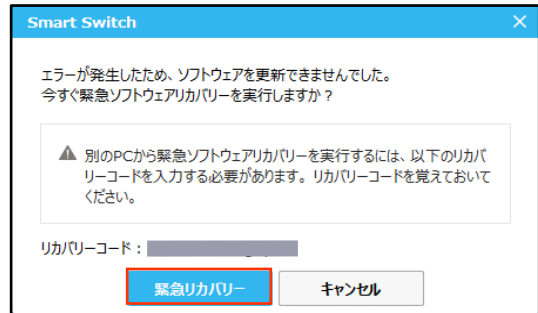 Smart Switch
エラーが発生したため、ソフトウェアを更新できませんでした。
今すぐ緊急ソフトウェアリカバリーを実行しますか？
別のPCから緊急ソフトウェアリカバリーを実行するには、以下のリカバ
リーコードを入力する必要があります。リカバリーコードを覚えておいて
ください。
リカバリーコード：
緊急リカバリー
キャンセル